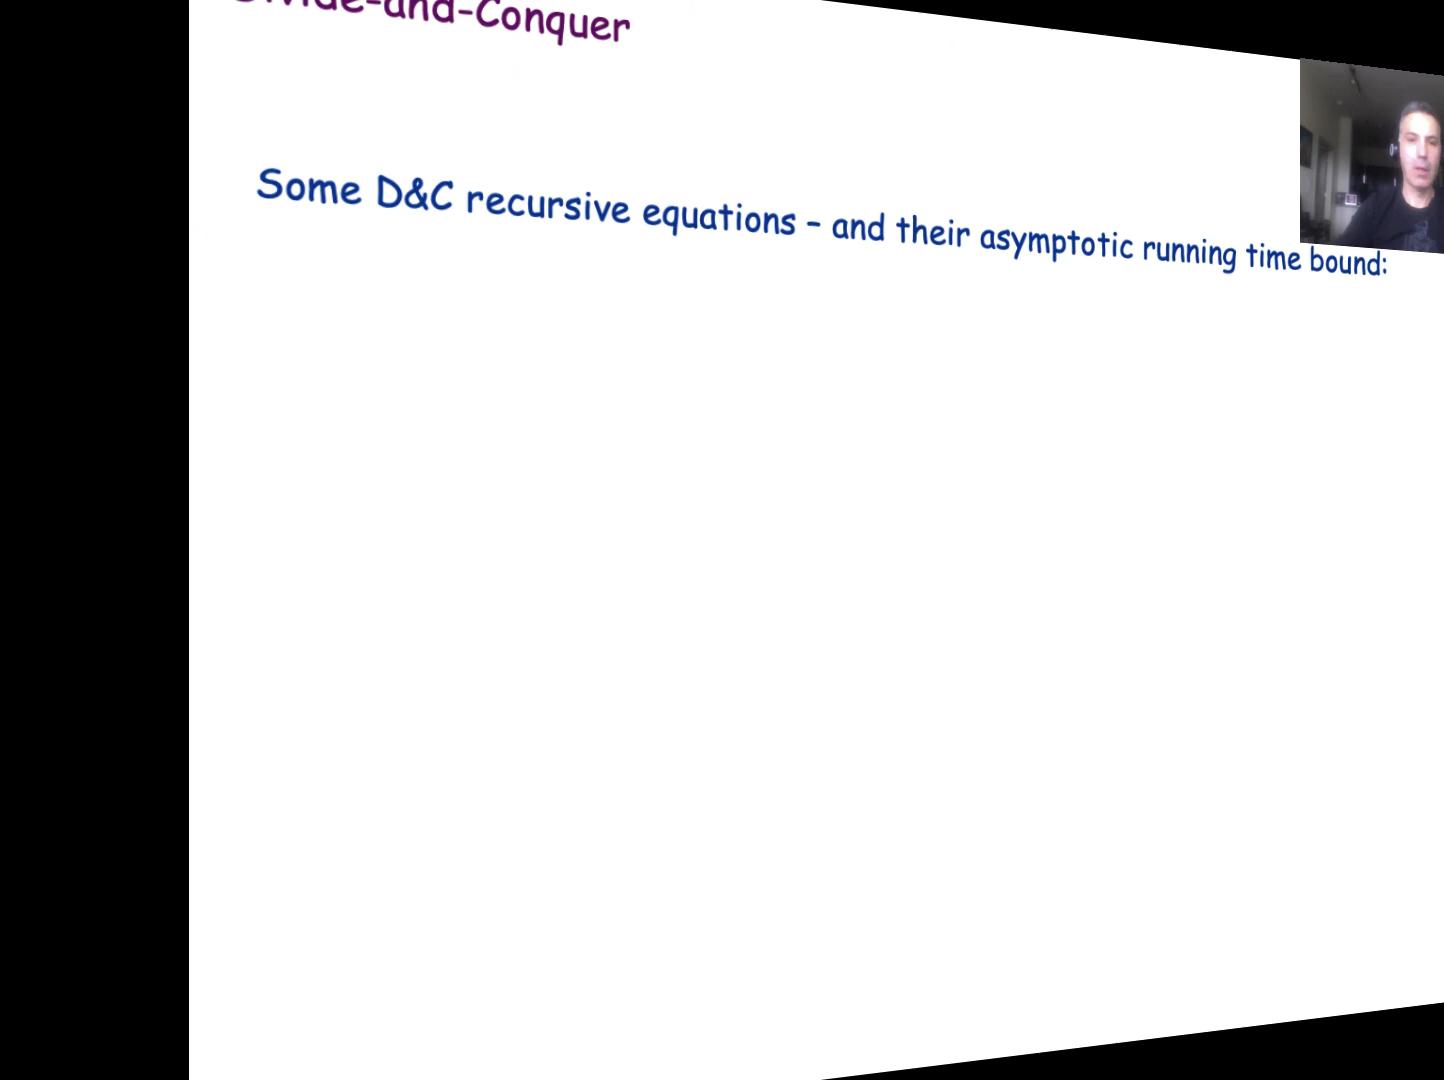 Divide-and-Conquer
Some D&C recursive equations – and their asymptotic running time bound: